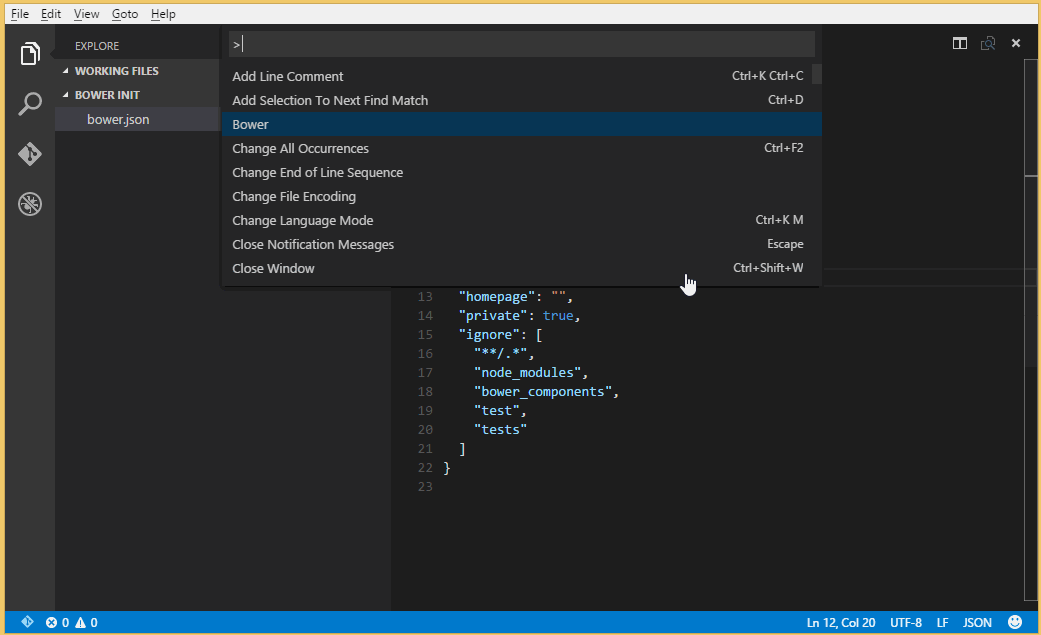 File Edit View Goto Help
EXPLORE
WORKING FILES
BOWER INIT
bower.json
>
Add Line Comment Ctrl+K Ctrl+C
Add Selection To Next Find Match Ctrl+D
Bower
Change All Occurrences Ctrl+F2
Change End of Line Sequence
Change File Encoding
Change Language Mode Ctrl+K M
Close Notification Messages Escape
Close Window Ctrl+Shift+W
13 "homepage": "",
14 "private": true,
15 "ignore": [
16 "**/.*",
17 "node_modules",
18 "bower_components",
19 "test",
20 "tests"
21 ]
22 }
23
0 0 Ln 12, Col 20 UTF-8 LF JSON